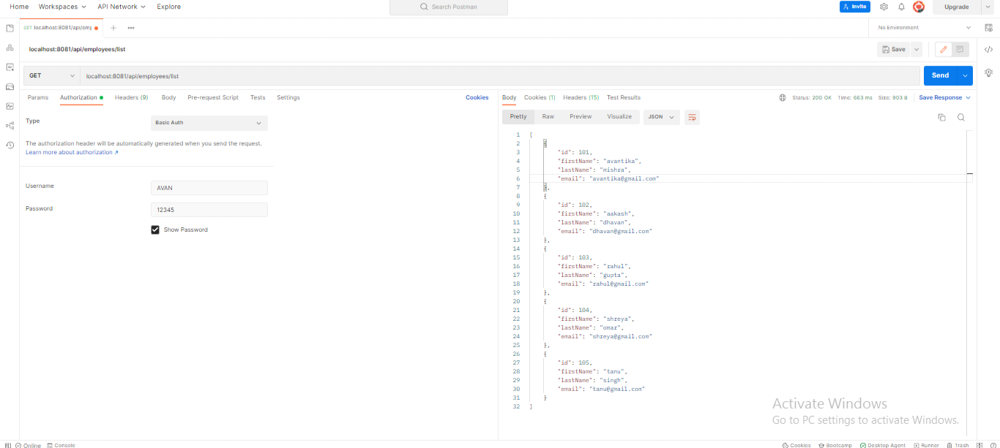 Home Workspaces API Network Explore
Search Postman
Invite
Upgrade
GET localhost:8081/api/emp
No Environment
localhost:8081/api/employees/list
Save
GET localhost:8081/api/employees/list
Send
Params Authorization Headers (9) Body Pre-request Script Tests Settings Cookies
Type Basic Auth
The authorization header will be automatically generated when you send the request.
Learn more about authorization ↗
Username AVAN
Password 12345
Show Password
Body Cookies (1) Headers (15) Test Results Status: 200 OK Time: 663 ms Size: 903 B Save Response
Pretty Raw Preview Visualize JSON
1 [
2 {
3 "id": 101,
4 "firstName": "avantika",
5 "lastName": "mishra",
6 "email": "avantika@gmail.com"
7 },
8 {
9 "id": 102,
10 "firstName": "aakash",
11 "lastName": "dhavan",
12 "email": "dhavan@gmail.com"
13 },
14 {
15 "id": 103,
16 "firstName": "rahul",
17 "lastName": "gupta",
18 "email": "rahul@gmail.com"
19 },
20 {
21 "id": 104,
22 "firstName": "shreya",
23 "lastName": "omar",
24 "email": "shreya@gmail.com"
25 },
26 {
27 "id": 105,
28 "firstName": "tanu",
29 "lastName": "singh",
30 "email": "tanu@gmail.com"
31 }
32 ]
Activate Windows
Go to PC settings to activate Windows.
Online Console
Cookies Bootcamp Desktop Agent Runner Trash